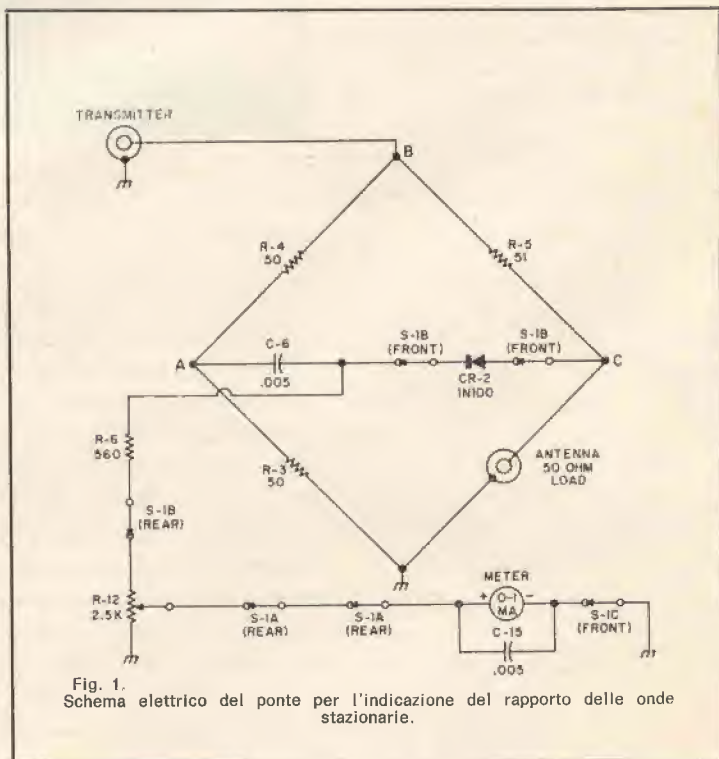 TRANSMITTER
B
R-4
50
R-5
51
S-1B
(FRONT)
S-1B
(FRONT)
C-6
A
C
.005
CR-2
1N100
R-6
560
R-3
50
ANTENNA
50 OHM
LOAD
S-1B
(REAR)
METER
R-12
2.5K
+ 0-1 -
MA
S-1A
(REAR)
S-1A
(REAR)
C-15
.005
S-1C
(FRONT)
Fig. 1.
Schema elettrico del ponte per l'indicazione del rapporto delle onde
stazionarie.